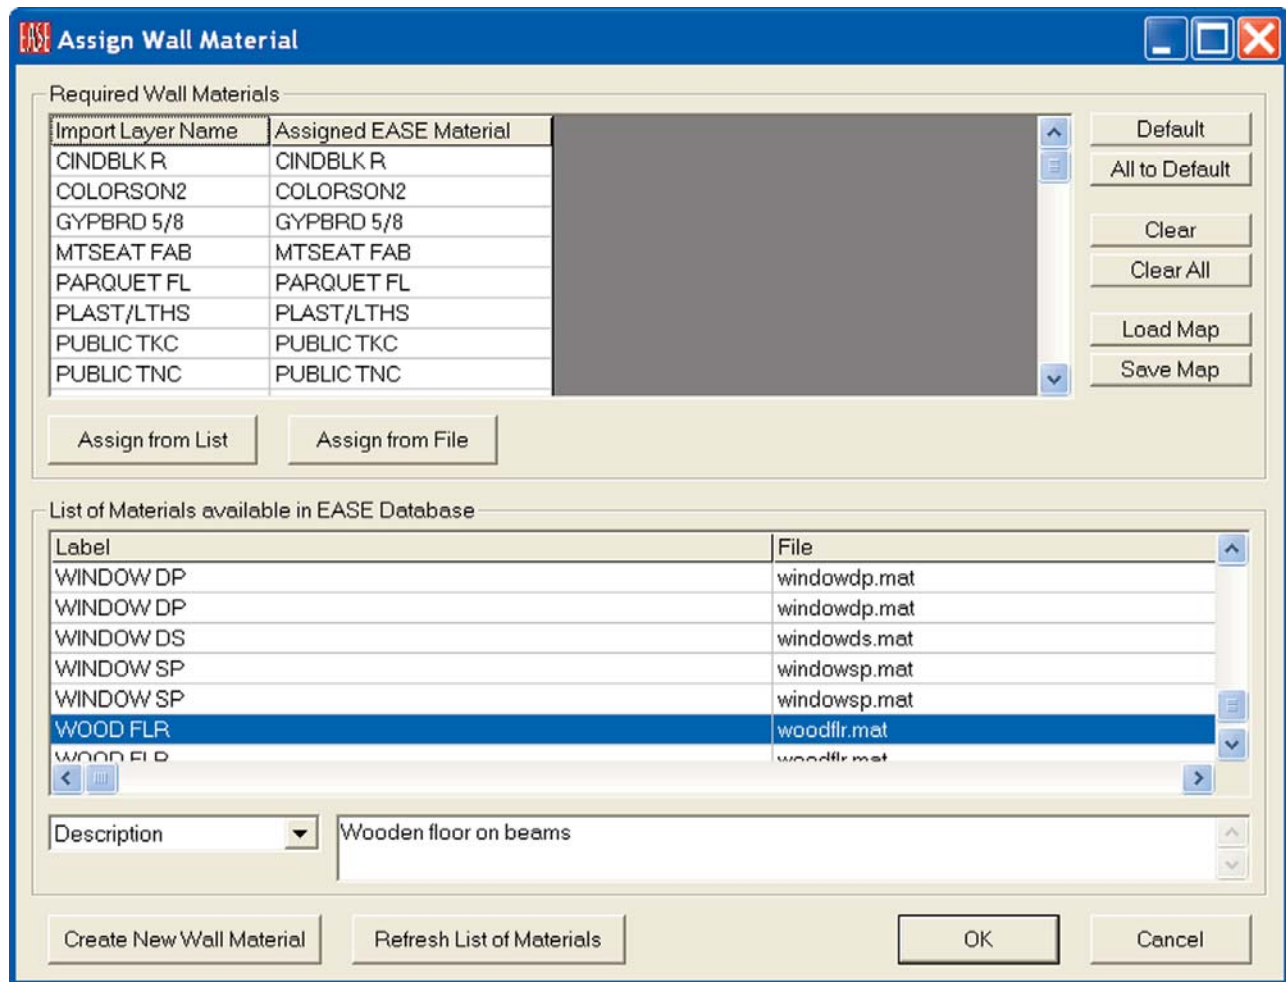 EASE Assign Wall Material
Required Wall Materials
Import Layer Name Assigned EASE Material
CINDBLK R CINDBLK R
COLORSON2 COLORSON2
GYPBRD 5/8 GYPBRD 5/8
MTSEAT FAB MTSEAT FAB
PARQUET FL PARQUET FL
PLAST/LTHS PLAST/LTHS
PUBLIC TKC PUBLIC TKC
PUBLIC TNC PUBLIC TNC
Default
All to Default
Clear
Clear All
Load Map
Save Map
Assign from List Assign from File
List of Materials available in EASE Database
Label File
WINDOW DP windowdp.mat
WINDOW DP windowdp.mat
WINDOW DS windowds.mat
WINDOW SP windowsp.mat
WINDOW SP windowsp.mat
WOOD FLR woodflr.mat
WOOD FLR woodflr.mat
Description Wooden floor on beams
Create New Wall Material Refresh List of Materials OK Cancel